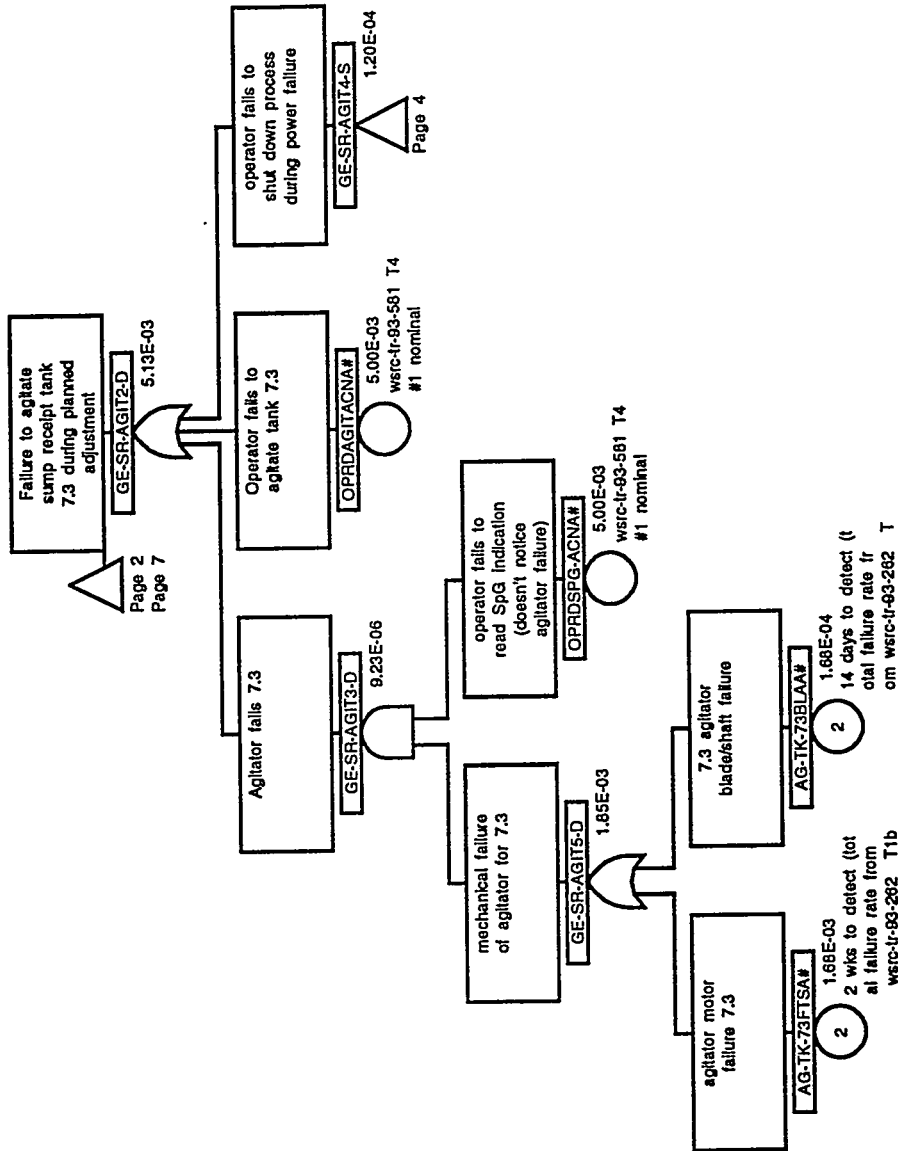 Failure to agitate
sump receipt tank
7.3 during planned
adjustment
GE-SR-AGIT2-D
5.13E-03
Page 2
Page 7
Agitator fails 7.3
GE-SR-AGIT3-D
9.23E-06
Operator fails to
agitate tank 7.3
OPRDAGITACNA#
5.00E-03
wsrc-tr-93-581 T4
#1 nominal
operator fails to
shut down process
during power failure
GE-SR-AGIT4-S
1.20E-04
Page 4
mechanical failure
of agitator for 7.3
GE-SR-AGIT5-D
1.85E-03
operator fails to
read SpG indication
(doesn't notice
agitator failure)
OPRDSPG-ACNA#
5.00E-03
wsrc-tr-93-581 T4
#1 nominal
agitator motor
failure 7.3
AG-TK-73FTSA#
1.68E-03
2
2 wks to detect (tot
al failure rate from
wsrc-tr-93-262 T1b
7.3 agitator
blade/shaft failure
AG-TK-73BLAA#
1.68E-04
2
14 days to detect (t
otal failure rate fr
om wsrc-tr-93-262 T